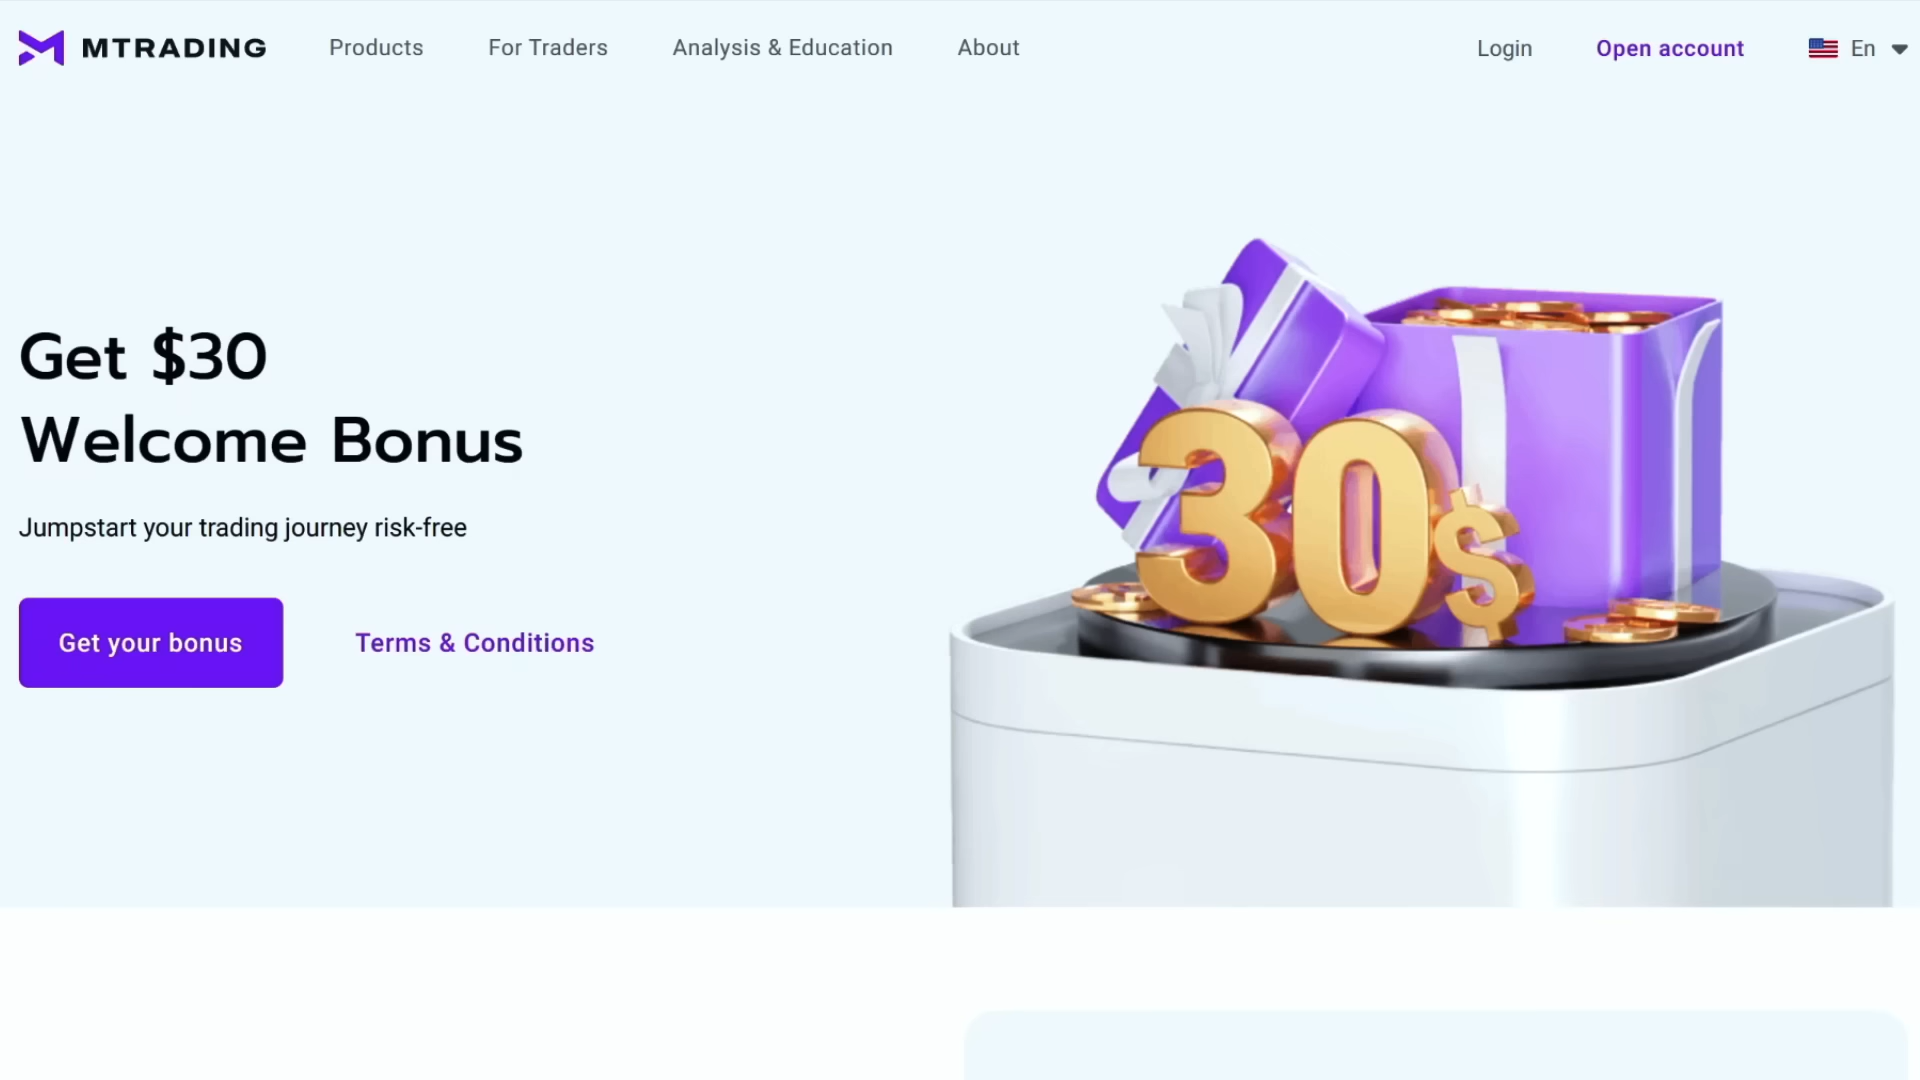 MTRADING
Products
For Traders
Analysis & Education
About
Login
Open account
En
Get $30
Welcome Bonus
Jumpstart your trading journey risk-free
Get your bonus
Terms & Conditions
30$